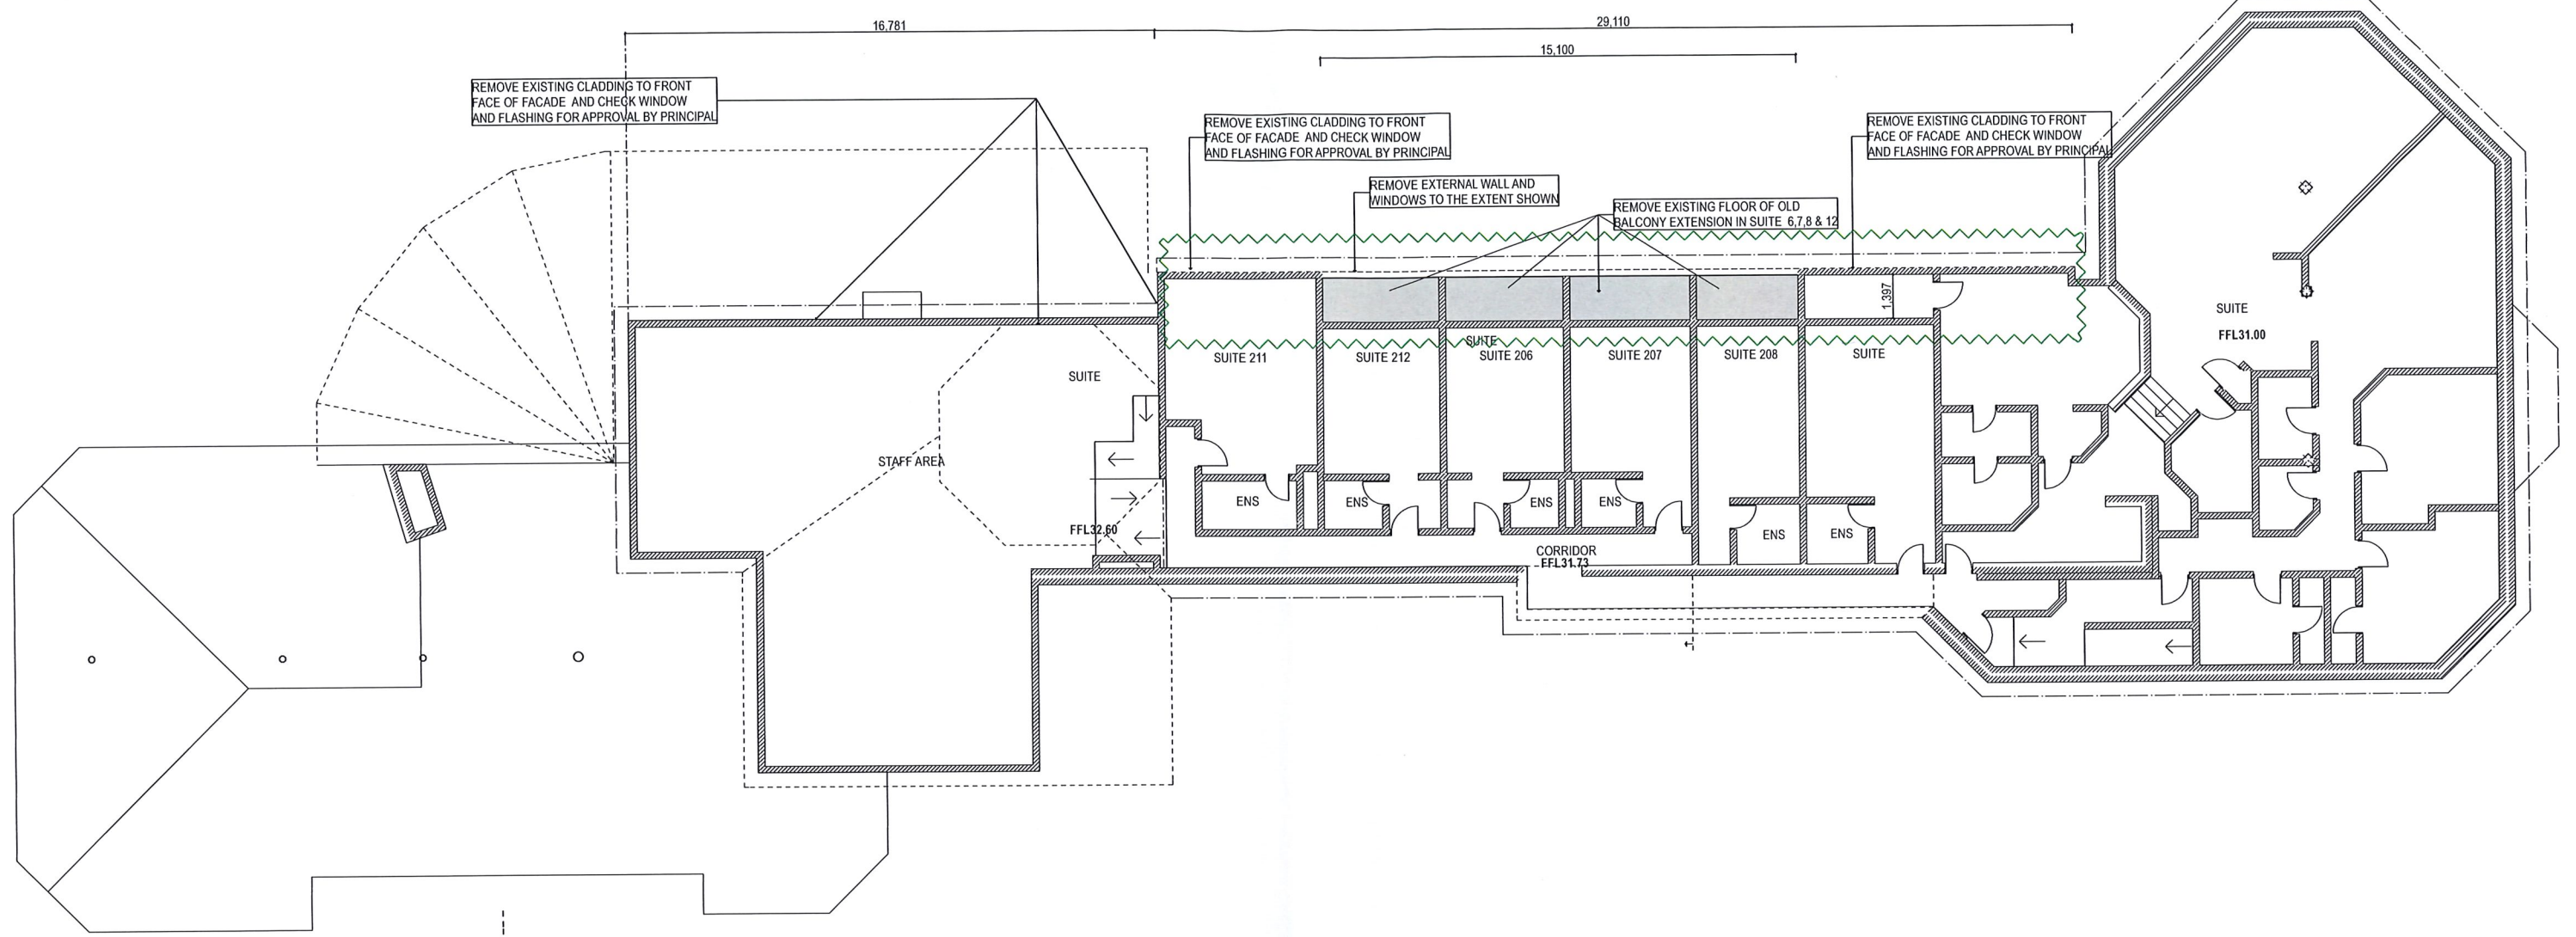 16,781
29,110
15,100
REMOVE EXISTING CLADDING TO FRONT
FACE OF FACADE AND CHECK WINDOW
AND FLASHING FOR APPROVAL BY PRINCIPAL
REMOVE EXISTING CLADDING TO FRONT
FACE OF FACADE AND CHECK WINDOW
AND FLASHING FOR APPROVAL BY PRINCIPAL
REMOVE EXISTING CLADDING TO FRONT
FACE OF FACADE AND CHECK WINDOW
AND FLASHING FOR APPROVAL BY PRINCIPAL
REMOVE EXTERNAL WALL AND
WINDOWS TO THE EXTENT SHOWN
REMOVE EXISTING FLOOR OF OLD
BALCONY EXTENSION IN SUITE 6,7,8 & 12
1,397
SUITE
FFL31.00
SUITE
SUITE 211
SUITE 212
SUITE 206
SUITE 207
SUITE 208
SUITE
SUITE
STAFF AREA
FFL32.60
ENS
ENS
ENS
ENS
ENS
ENS
CORRIDOR
FFL31.73